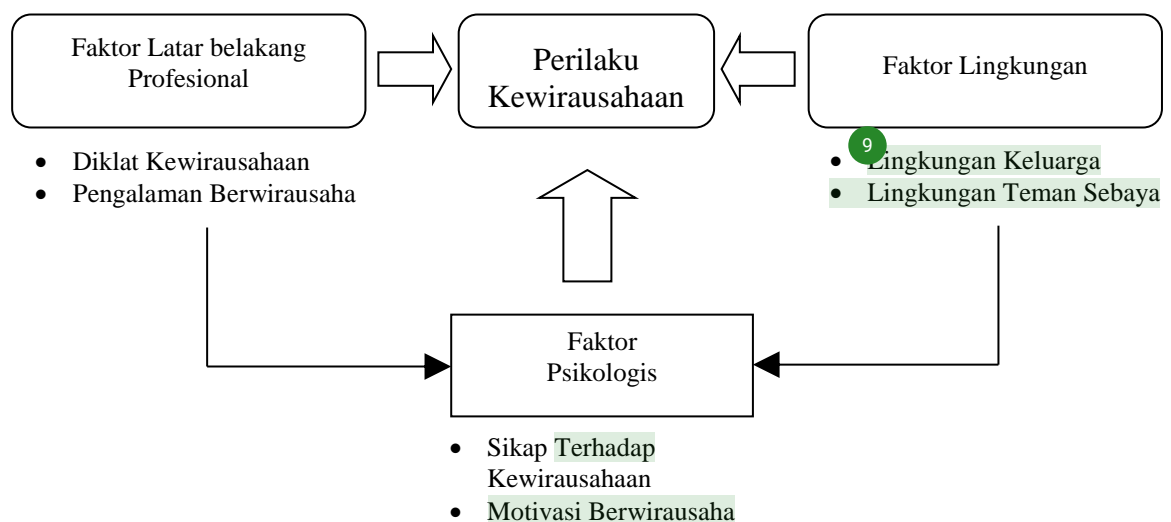 Faktor Latar belakang
Profesional
Perilaku
Kewirausahaan
Faktor Lingkungan
• Diklat Kewirausahaan
• Pengalaman Berwirausaha
9
• Lingkungan Keluarga
• Lingkungan Teman Sebaya
Faktor
Psikologis
• Sikap Terhadap
Kewirausahaan
• Motivasi Berwirausaha